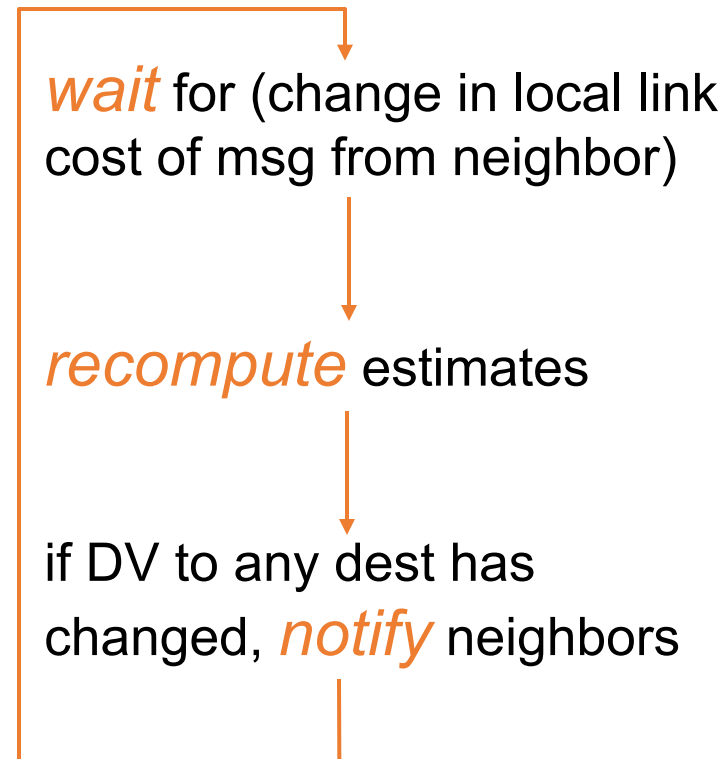 wait for (change in local link
cost of msg from neighbor)
recompute estimates
if DV to any dest has
changed, notify neighbors